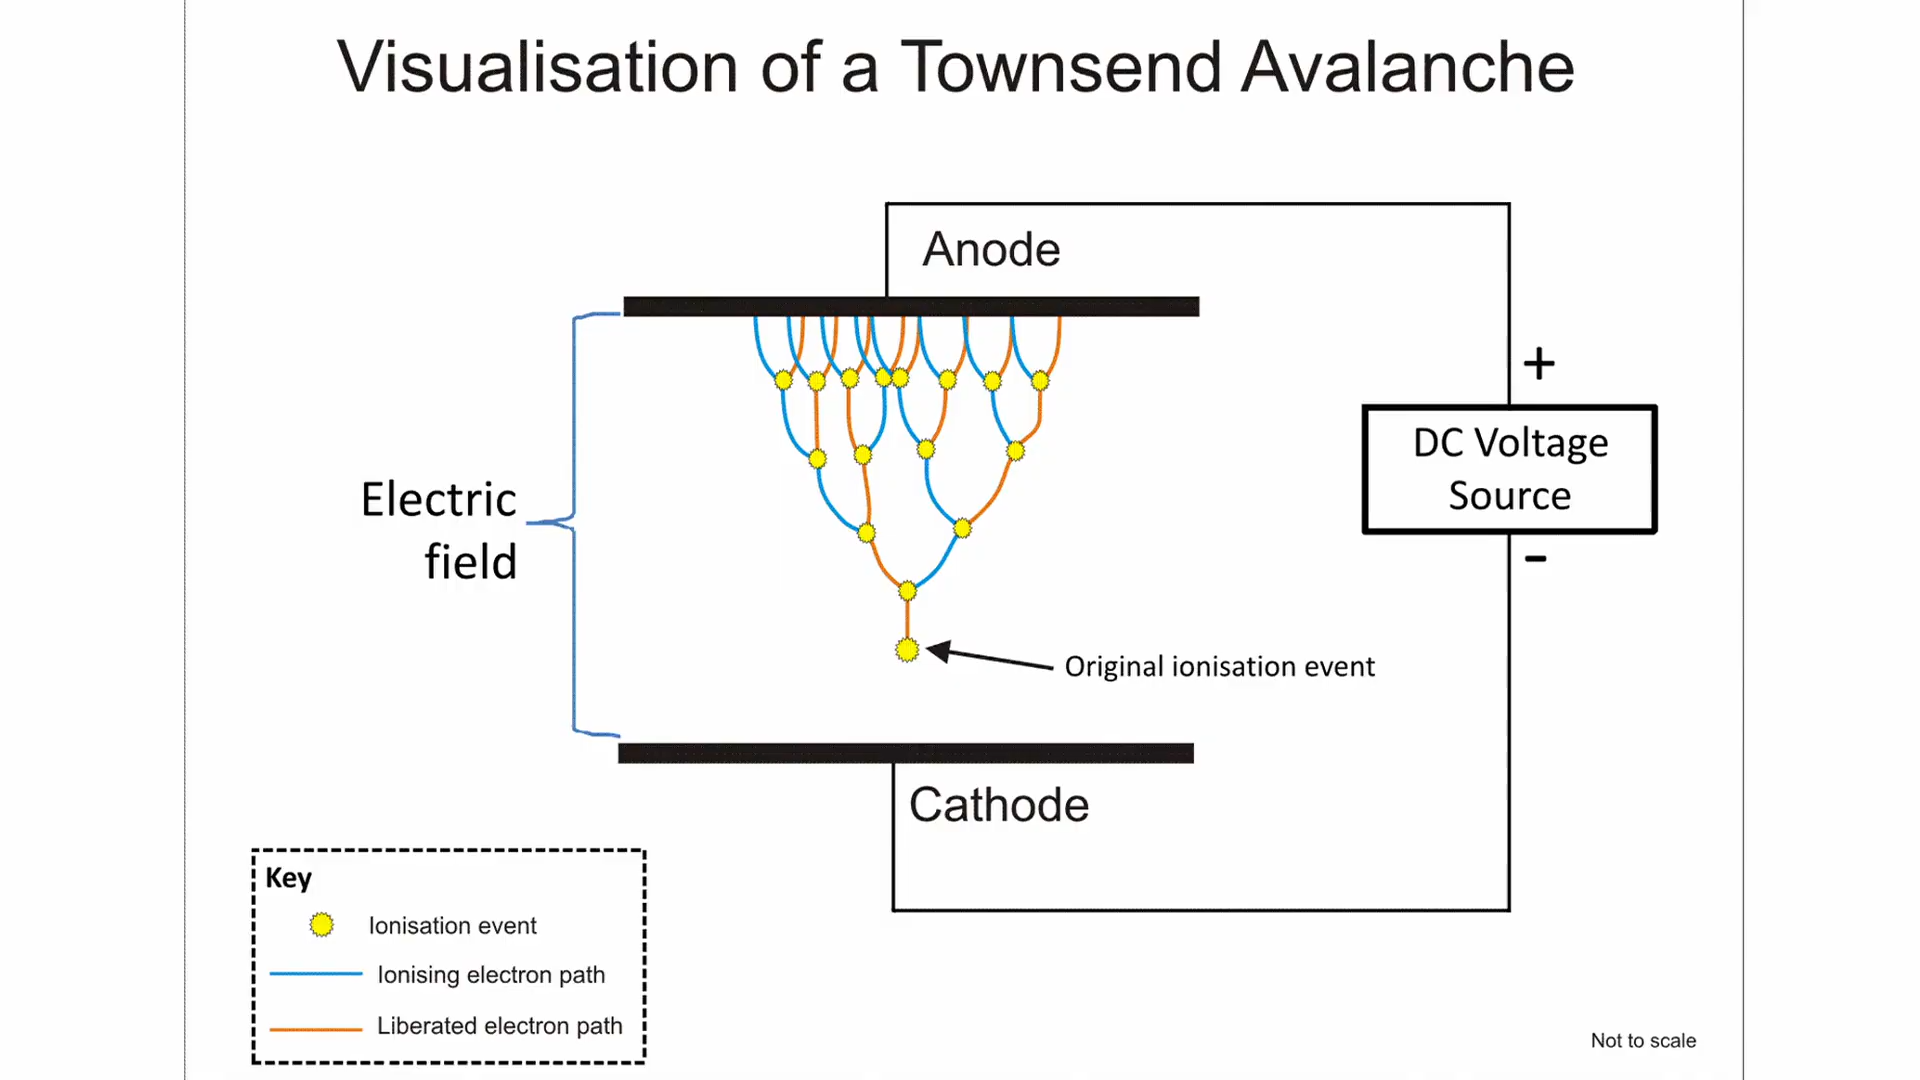 Visualisation of a Townsend Avalanche
Anode
+
DC Voltage
Source
-
Electric
field
Original ionisation event
Cathode
Key
Ionisation event
Ionising electron path
Liberated electron path
Not to scale